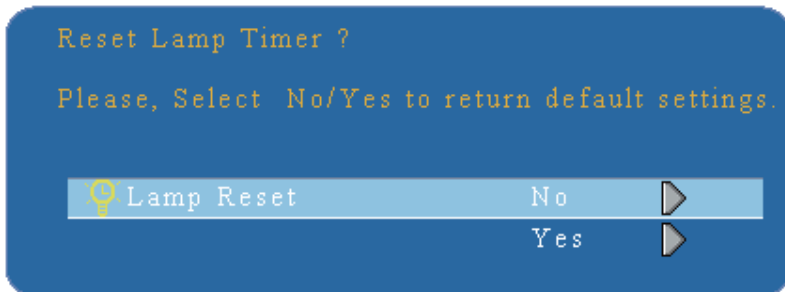 Reset Lamp Timer ?
Please, Select No/Yes to return default settings.
Lamp Reset No
Yes